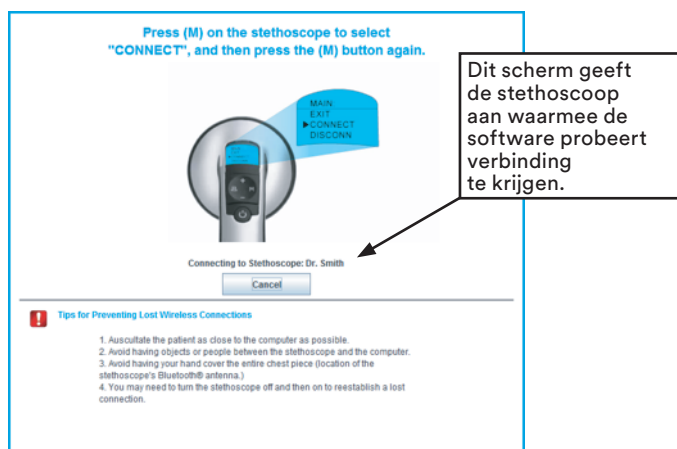 Press (M) on the stethoscope to select
"CONNECT", and then press the (M) button again.
MAIN
EXIT
▶CONNECT
DISCONN
Dit scherm geeft
de stethoscoop
aan waarmee de
software probeert
verbinding
te krijgen.
Connecting to Stethoscope: Dr. Smith
Cancel
Tips for Preventing Lost Wireless Connections
1. Auscultate the patient as close to the computer as possible.
2. Avoid having objects or people between the stethoscope and the computer.
3. Avoid having your hand cover the entire chest piece (location of the
stethoscope's Bluetooth® antenna.)
4. You may need to turn the stethoscope off and then on to reestablish a lost
connection.